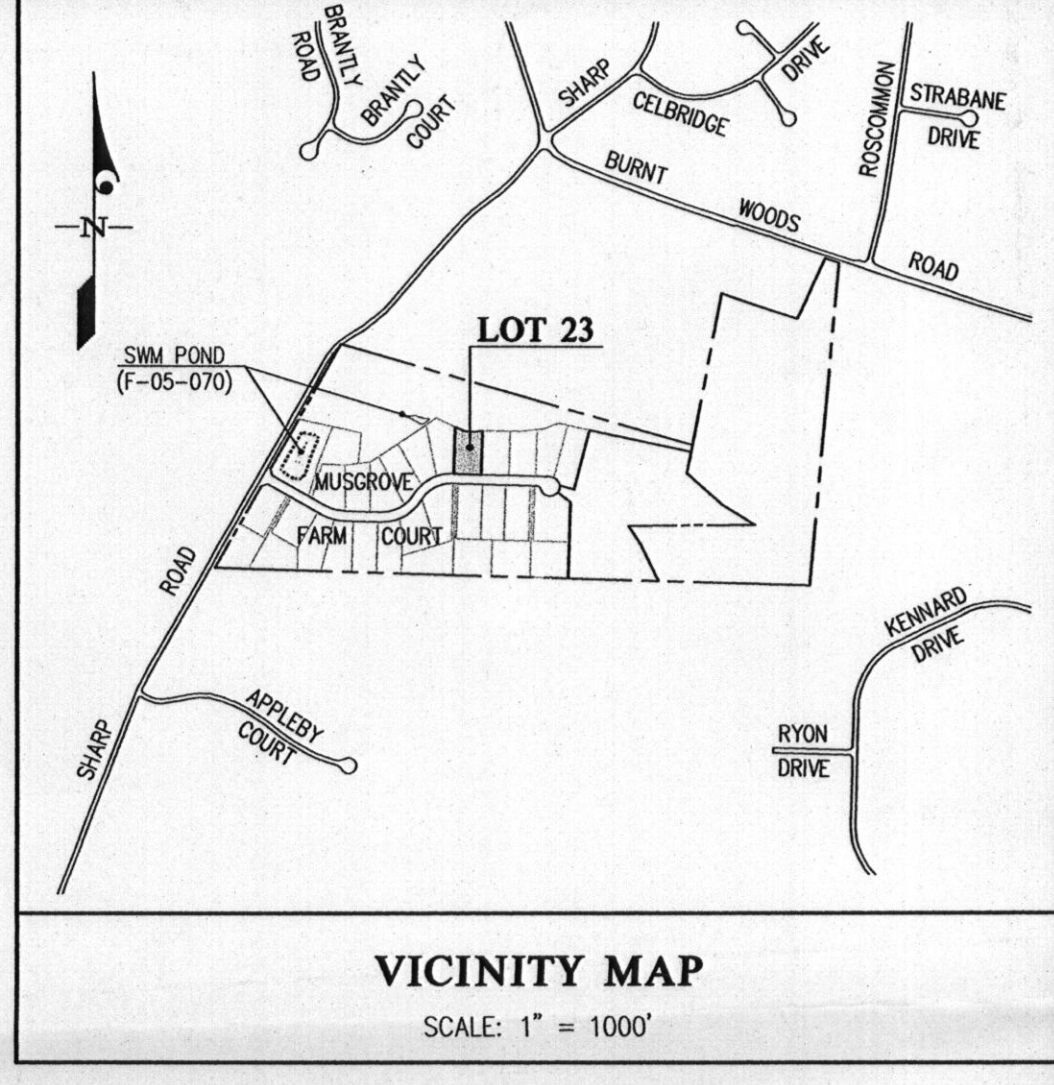 BRANTLY
ROAD
BRANTLY
COURT
SHARP
CELBRIDGE
DRIVE
ROSCOMMON
STRABANE
DRIVE
BURNT
WOODS
ROAD
N
LOT 23
SWM POND
(F-05-070)
MUSGROVE
FARM COURT
ROAD
SHARP
APPLEBY
COURT
KENNARD
DRIVE
RYON
DRIVE
VICINITY MAP
SCALE: 1" = 1000'